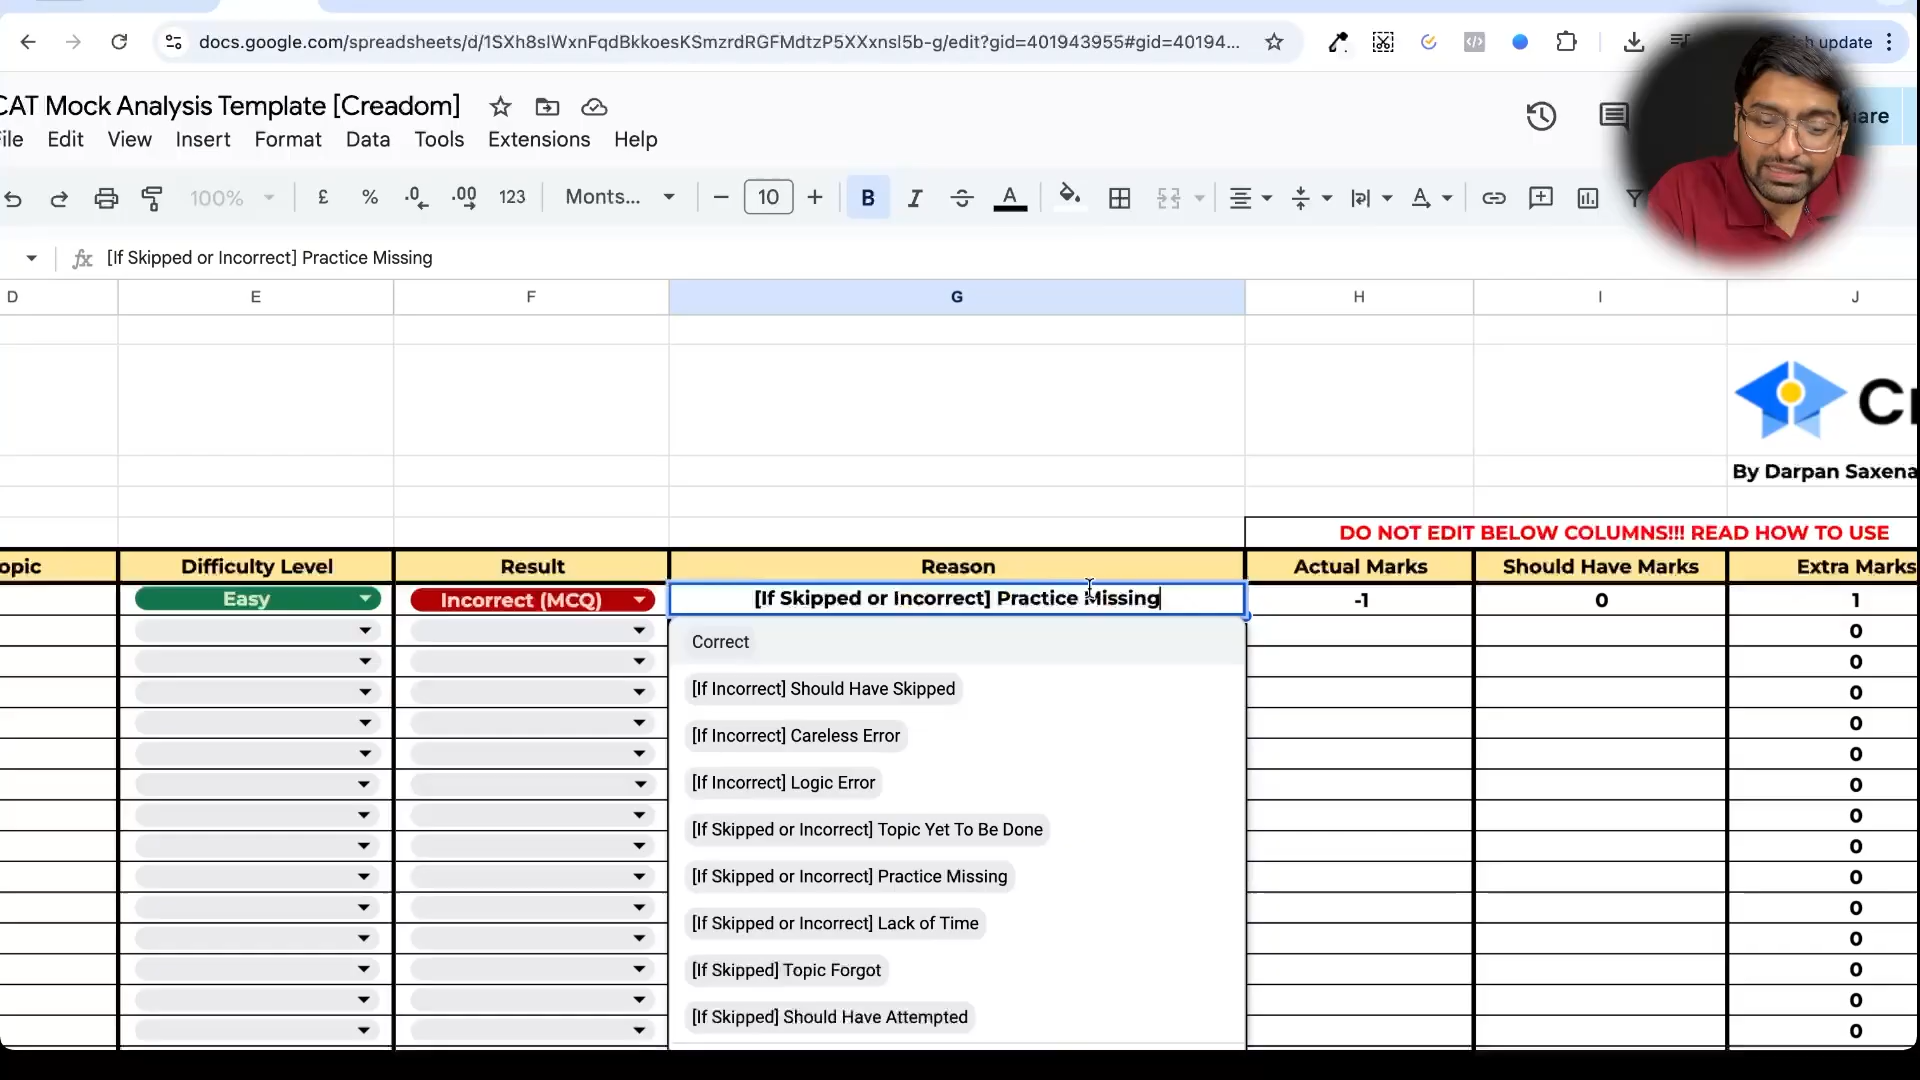 docs.google.com/spreadsheets/d/1SXh8slWxnFqdBkkoesKSmzrdRGFMdtzP5XXxnsl5b-g/edit?gid=401943955#gid=40194...
update
CAT Mock Analysis Template [Creadom]
File Edit View Insert Format Data Tools Extensions Help
100% £ % .0 .00 123 Monts... − 10 + B I S A
fx [If Skipped or Incorrect] Practice Missing
D E F G H I J
By Darpan Saxena
DO NOT EDIT BELOW COLUMNS!!! READ HOW TO USE
opic Difficulty Level Result Reason Actual Marks Should Have Marks Extra Marks
Easy Incorrect (MCQ) [If Skipped or Incorrect] Practice Missing -1 0 1
0
Correct
0
[If Incorrect] Should Have Skipped 0
0
[If Incorrect] Careless Error
0
[If Incorrect] Logic Error 0
0
[If Skipped or Incorrect] Topic Yet To Be Done
0
[If Skipped or Incorrect] Practice Missing 0
0
[If Skipped or Incorrect] Lack of Time
0
[If Skipped] Topic Forgot 0
0
[If Skipped] Should Have Attempted
0